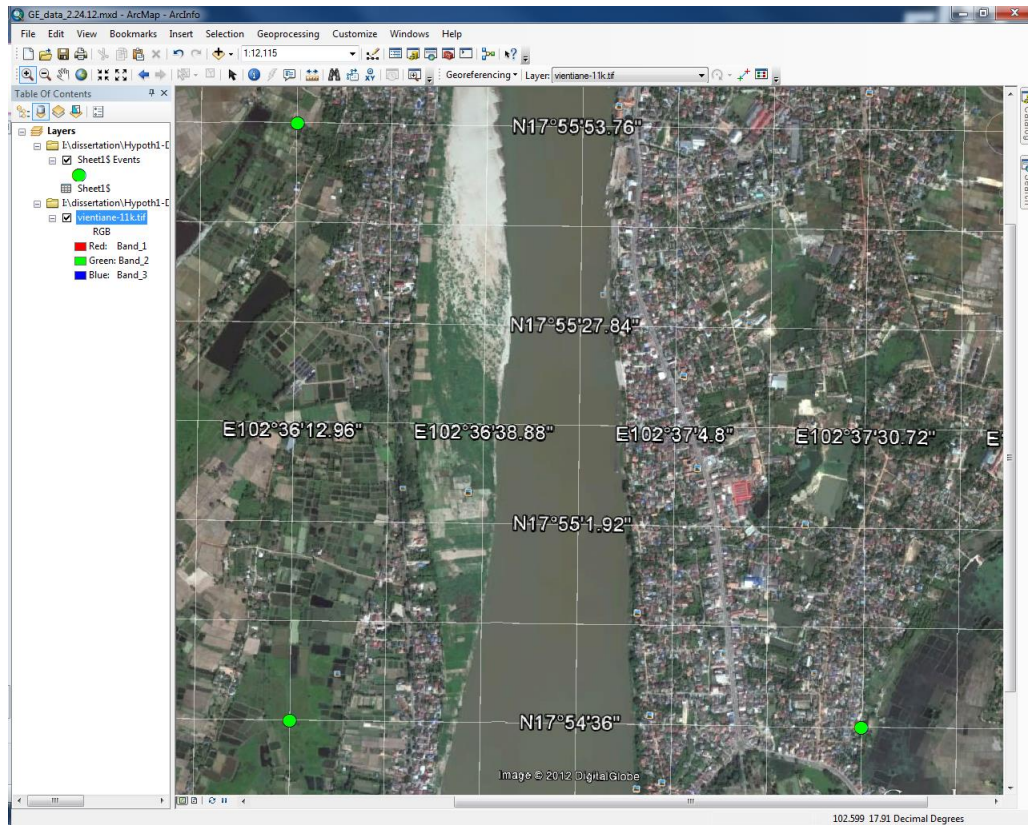 GE_data_2.24.12.mxd - ArcMap - ArcInfo
File Edit View Bookmarks Insert Selection Geoprocessing Customize Windows Help
1:12,115
Georeferencing Layer: vientiane-11k.tif
Table Of Contents
Layers
I:\dissertation\Hypoth1-D
Sheet1$ Events
Sheet1$
I:\dissertation\Hypoth1-D
vientiane-11k.tif
RGB
Red: Band_1
Green: Band_2
Blue: Band_3
N17°55'53.76"
N17°55'27.84"
E102°36'12.96" E102°36'38.88" E102°37'4.8" E102°37'30.72" E
N17°55'1.92"
N17°54'36"
Image © 2012 DigitalGlobe
Catalog
Search
102.599 17.91 Decimal Degrees